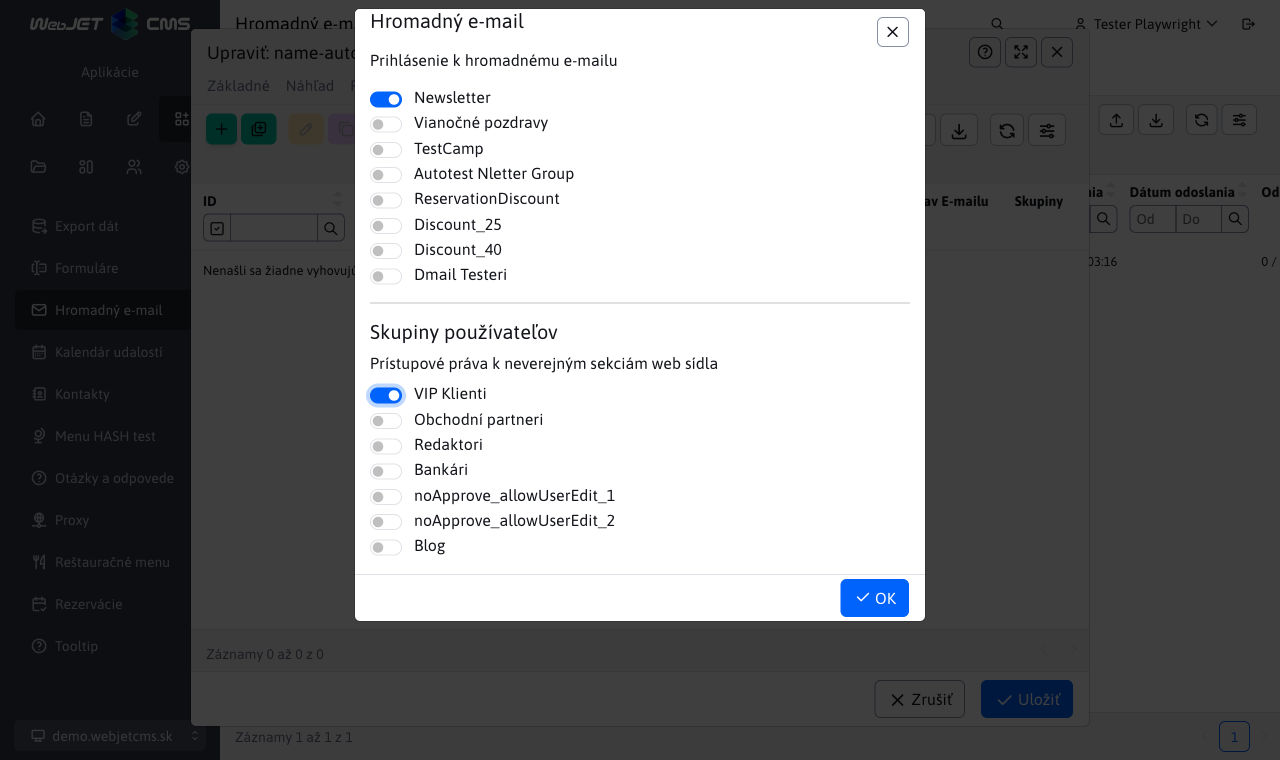 WebJET CMS
Hromadný e-mail
Tester Playwright
Aplikácie
Export dát
Formuláre
Hromadný e-mail
Kalendár udalostí
Kontakty
Menu HASH test
Otázky a odpovede
Proxy
Reštauračné menu
Rezervácie
Tooltip
demo.webjetcms.sk
Upraviť: name-auto
Základné Náhľad
ID
av E-mailu Skupiny
nia Dátum odoslania Od
Od Do
Nenašli sa žiadne vyhovujú
03:16 0 /
Hromadný e-mail
Prihlásenie k hromadnému e-mailu
Newsletter
Vianočné pozdravy
TestCamp
Autotest Nletter Group
ReservationDiscount
Discount_25
Discount_40
Dmail Testeri
Skupiny používateľov
Prístupové práva k neverejným sekciám web sídla
VIP Klienti
Obchodní partneri
Redaktori
Bankári
noApprove_allowUserEdit_1
noApprove_allowUserEdit_2
Blog
OK
Záznamy 0 až 0 z 0
Zrušiť Uložiť
Záznamy 1 až 1 z 1
1